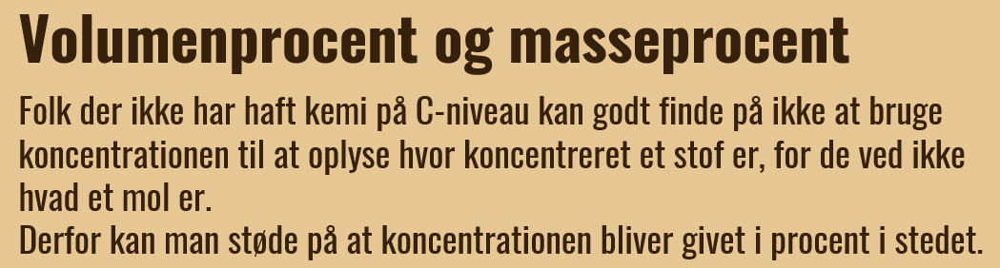 Volumenprocent og masseprocent
Folk der ikke har haft kemi på C-niveau kan godt finde på ikke at bruge
koncentrationen til at oplyse hvor koncentreret et stof er, for de ved ikke
hvad et mol er.
Derfor kan man støde på at koncentrationen bliver givet i procent i stedet.